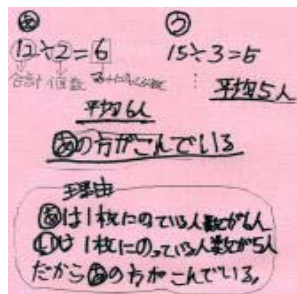 あ う
12÷2=6 15÷3=5
合計 個数
平均5人
平均6人
あの方がこんでいる
理由
あは1枚にのっている人数が6人
いは1枚にのっている人数が5人
だからあの方がこんでいる。